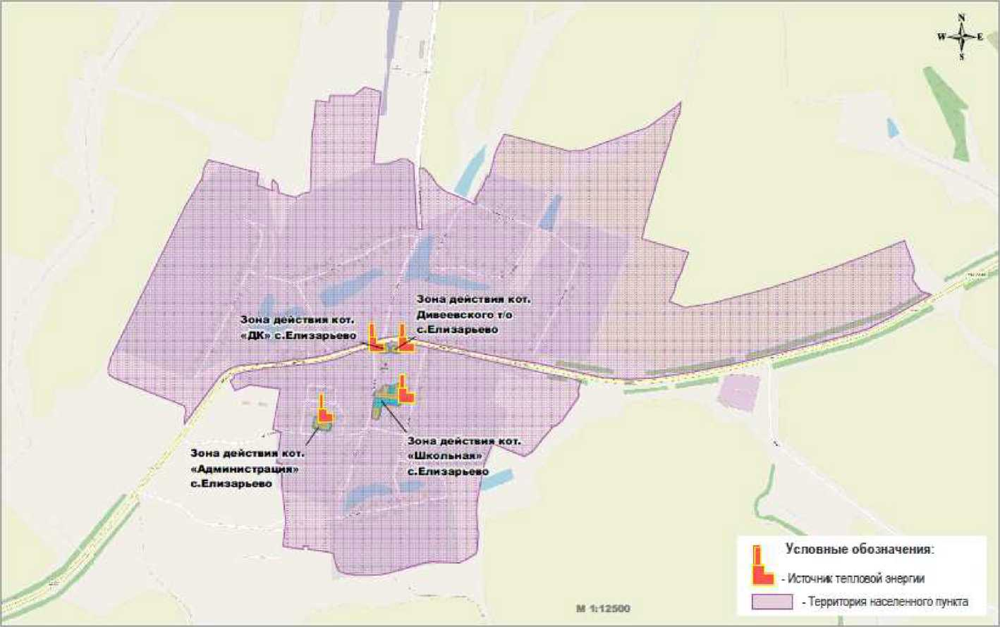 N
W E
S
Зона действия кот.
Дивеевского т/о
с.Елизарьево
Зона действия кот.
«ДК» с.Елизарьево
Зона действия кот.
«Школьная»
с.Елизарьево
Зона действия кот.
«Администрация»
с.Елизарьево
Условные обозначения:
- Источник тепловой энергии
- Территория населенного пункта
М 1:12500